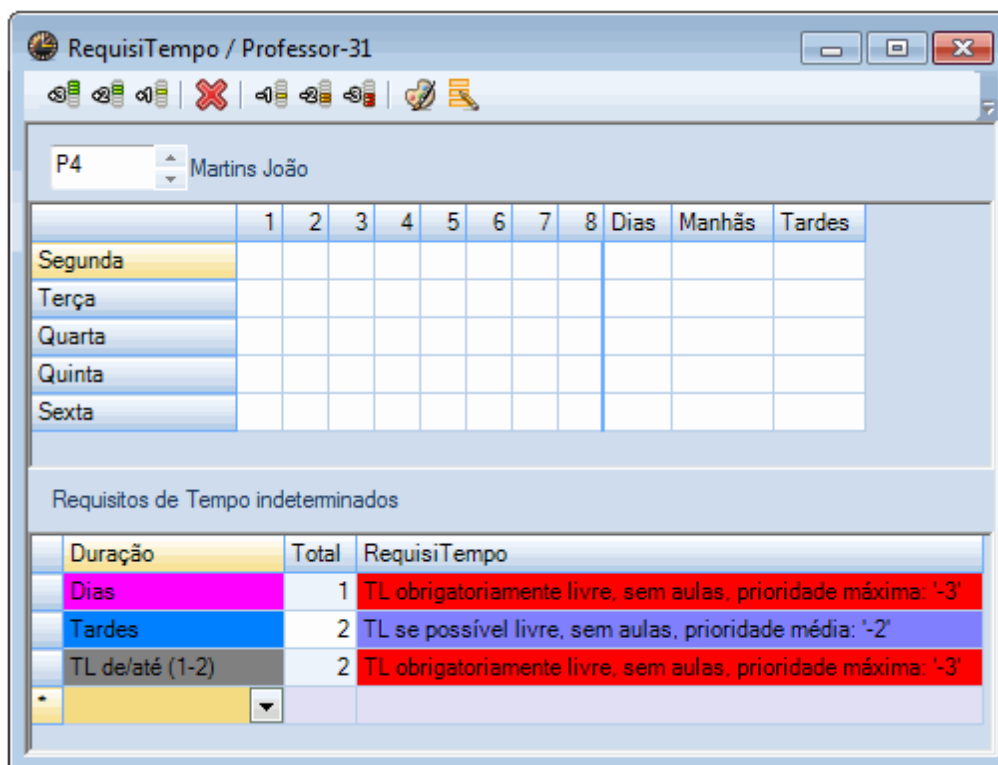 RequisiTempo / Professor-31
P4 Martins João
1 2 3 4 5 6 7 8 Dias Manhãs Tardes
Segunda
Terça
Quarta
Quinta
Sexta
Requisitos de Tempo indeterminados
Duração Total RequisiTempo
Dias 1 TL obrigatoriamente livre, sem aulas, prioridade máxima: '-3'
Tardes 2 TL se possível livre, sem aulas, prioridade média: '-2'
TL de/até (1-2) 2 TL obrigatoriamente livre, sem aulas, prioridade máxima: '-3'
*